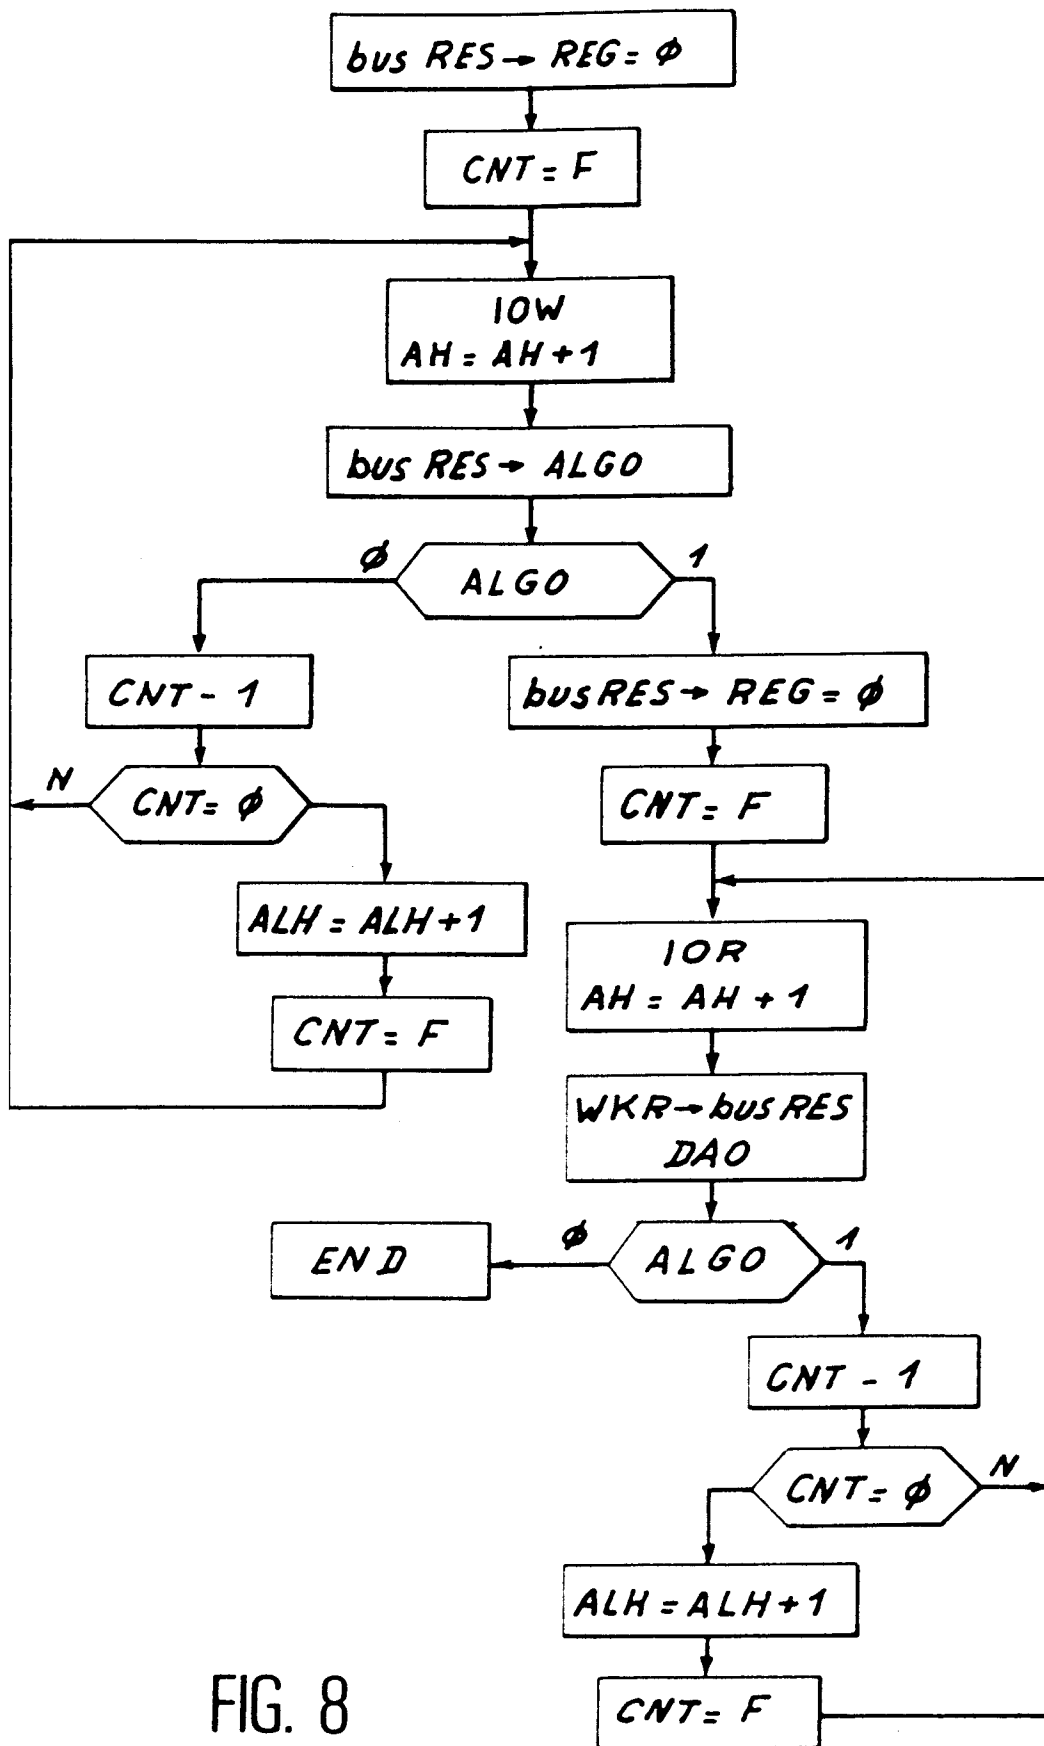 bus RES → REG = ϕ
CNT = F
IOW
AH = AH + 1
bus RES → ALGO
ϕ
ALGO
1
CNT - 1
bus RES → REG = ϕ
N
CNT = ϕ
CNT = F
ALH = ALH + 1
IOR
AH = AH + 1
CNT = F
WKR → bus RES
DAO
END
ϕ
ALGO
1
CNT - 1
CNT = ϕ
N
ALH = ALH + 1
CNT = F
FIG. 8